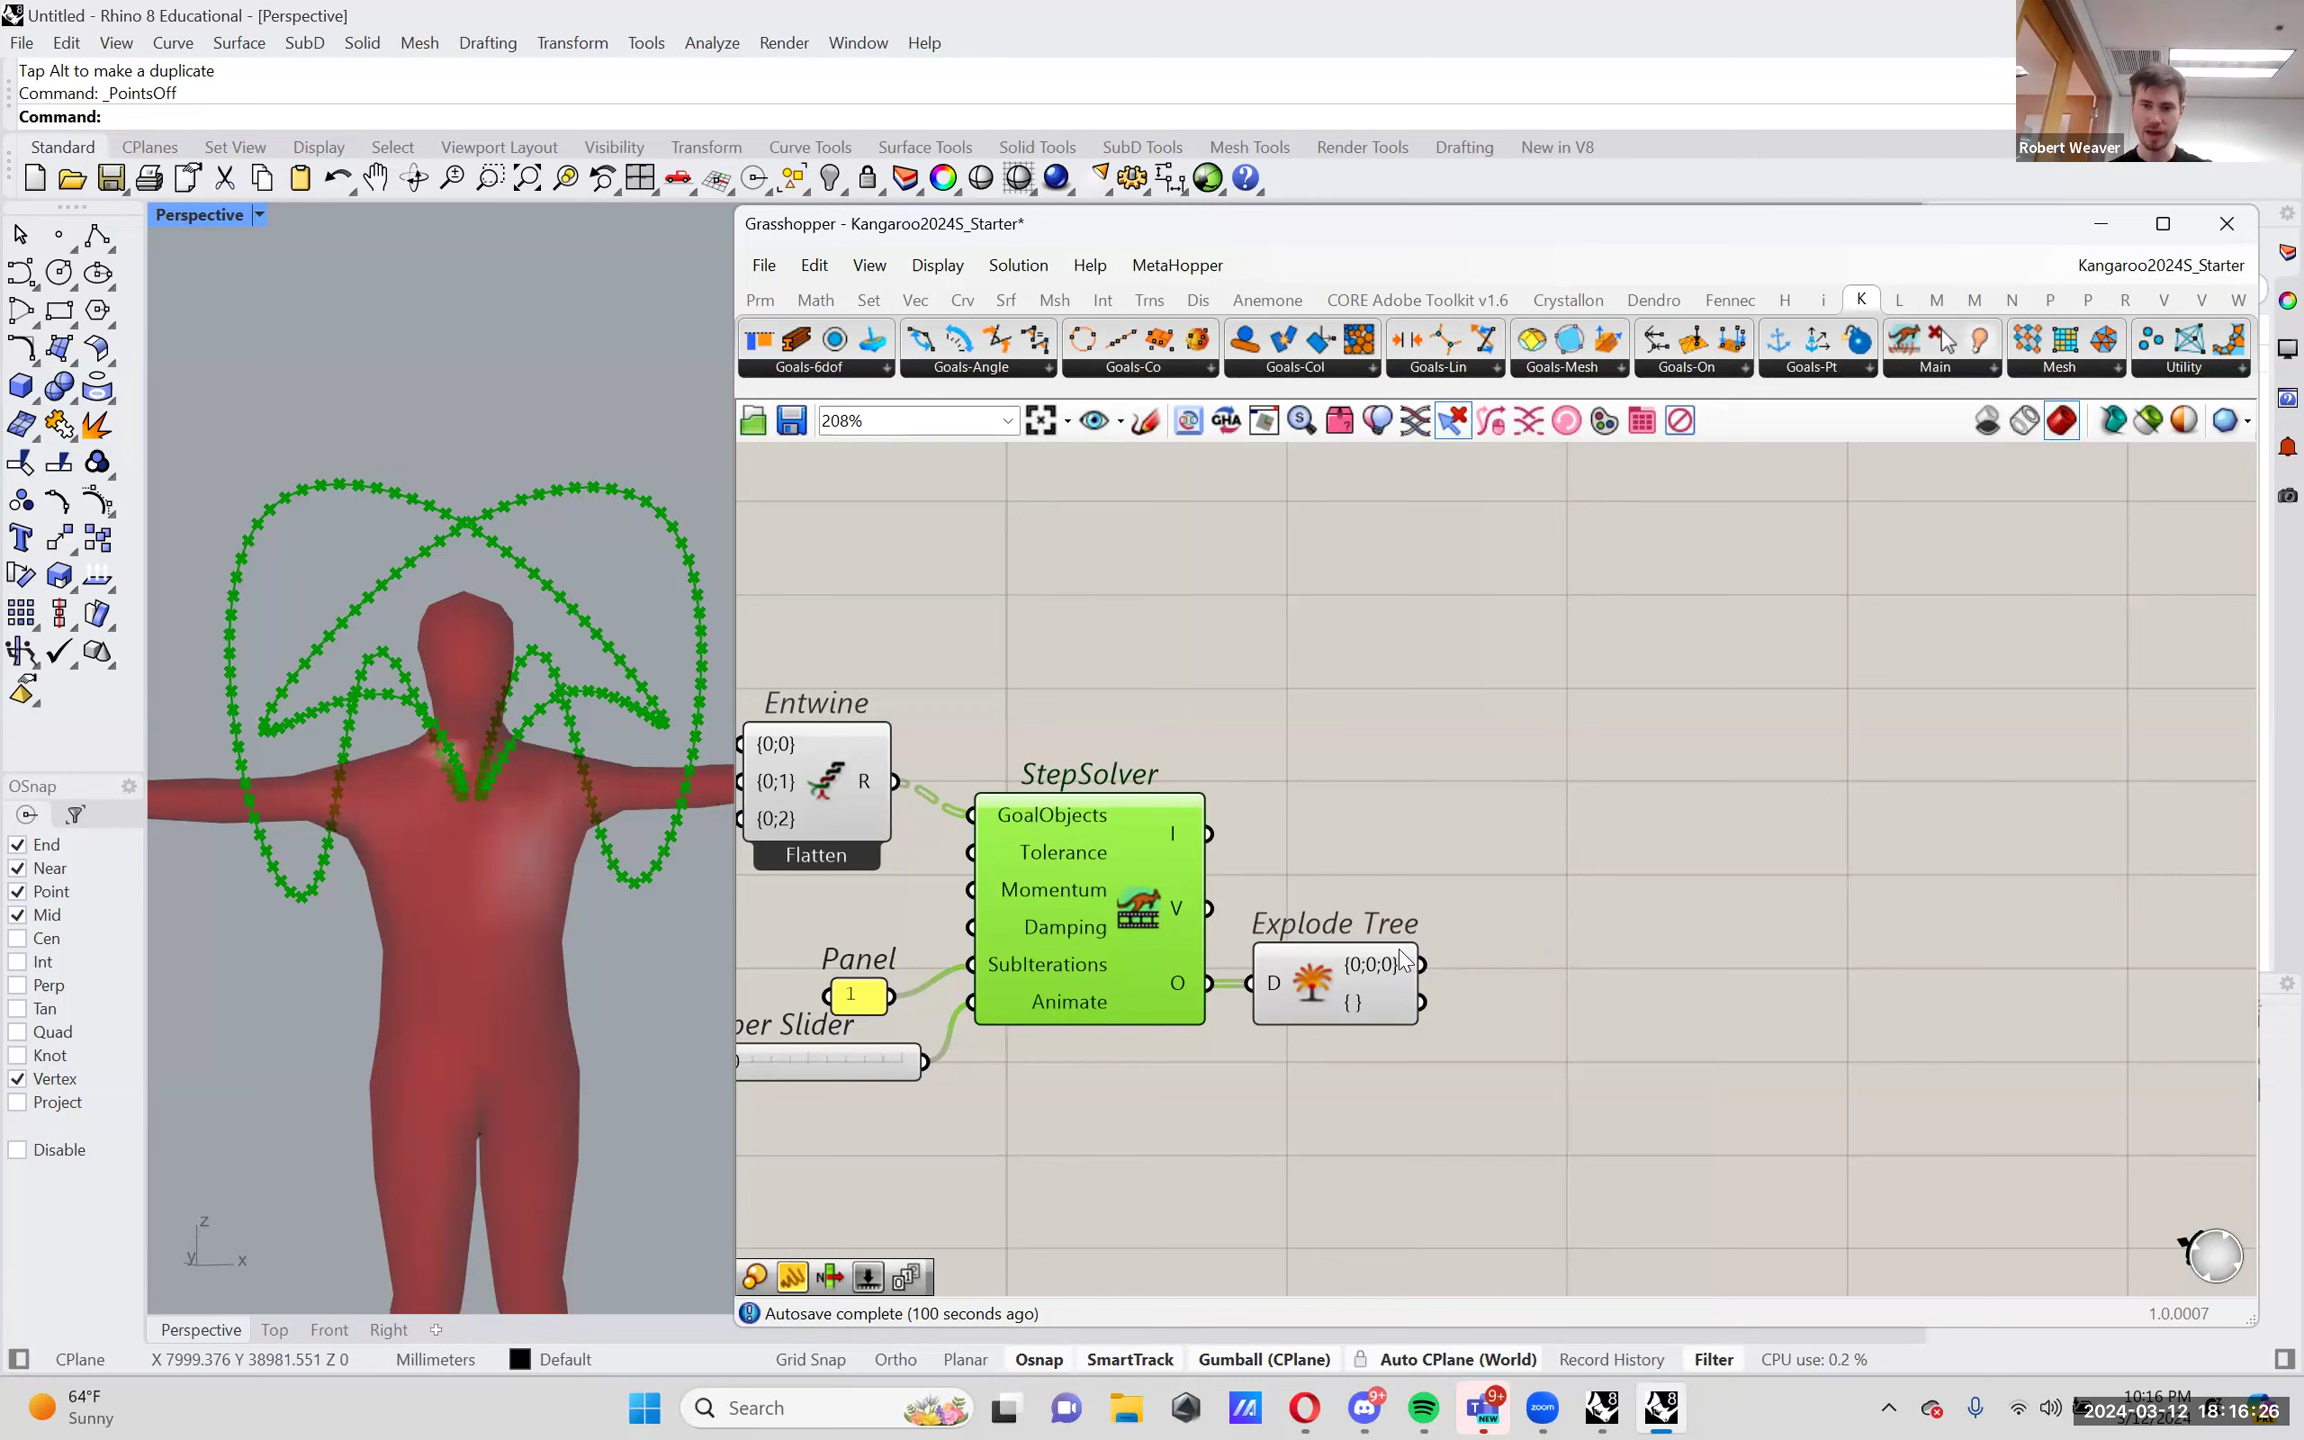 Untitled - Rhino 8 Educational - [Perspective]
File Edit View Curve Surface SubD Solid Mesh Drafting Transform Tools Analyze Render Window Help
Tap Alt to make a duplicate
Command: _PointsOff
Command:
Robert Weaver
Standard CPlanes Set View Display Select Viewport Layout Visibility Transform Curve Tools Surface Tools Solid Tools SubD Tools Mesh Tools Render Tools Drafting New in V8
Perspective
Grasshopper - Kangaroo2024S_Starter*
File Edit View Display Solution Help MetaHopper Kangaroo2024S_Starter
Prm Math Set Vec Crv Srf Msh Int Trns Dis Anemone CORE Adobe Toolkit v1.6 Crystallon Dendro Fennec H i K L M M N P P R V V W
Goals-6dof Goals-Angle Goals-Co Goals-Col Goals-Lin Goals-Mesh Goals-On Goals-Pt Main Mesh Utility
208%
GHA
Entwine
{0;0}
{0;1} R
{0;2}
Flatten
StepSolver
GoalObjects
Tolerance
Momentum
Damping
SubIterations
Animate
I
V
O
Panel
1
per Slider
Explode Tree
D
{0;0;0}
{ }
OSnap
End
Near
Point
Mid
Cen
Int
Perp
Tan
Quad
Knot
Vertex
Project
Disable
z
y x
Autosave complete (100 seconds ago) 1.0.0007
Perspective Top Front Right
CPlane X 7999.376 Y 38981.551 Z 0 Millimeters Default Grid Snap Ortho Planar Osnap SmartTrack Gumball (CPlane) Auto CPlane (World) Record History Filter CPU use: 0.2 %
64°F
Sunny
Search
9+
9+
NEW
zoom
10:16 PM
2024-03-12 18:16:26